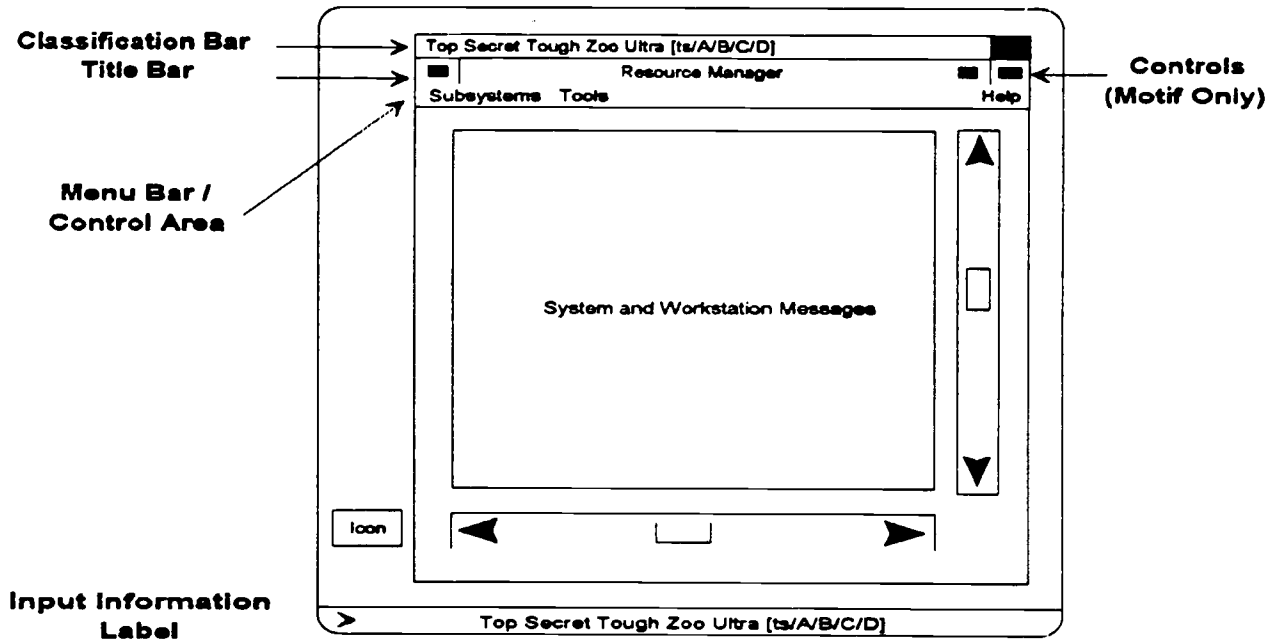 Classification Bar
Title Bar
Top Secret Tough Zoo Ultra [ts/A/B/C/D]
Resource Manager
Controls
(Motif Only)
Subsystems Tools Help
Menu Bar /
Control Area
System and Workstation Messages
Icon
Input Information
Label
> Top Secret Tough Zoo Ultra [ts/A/B/C/D]